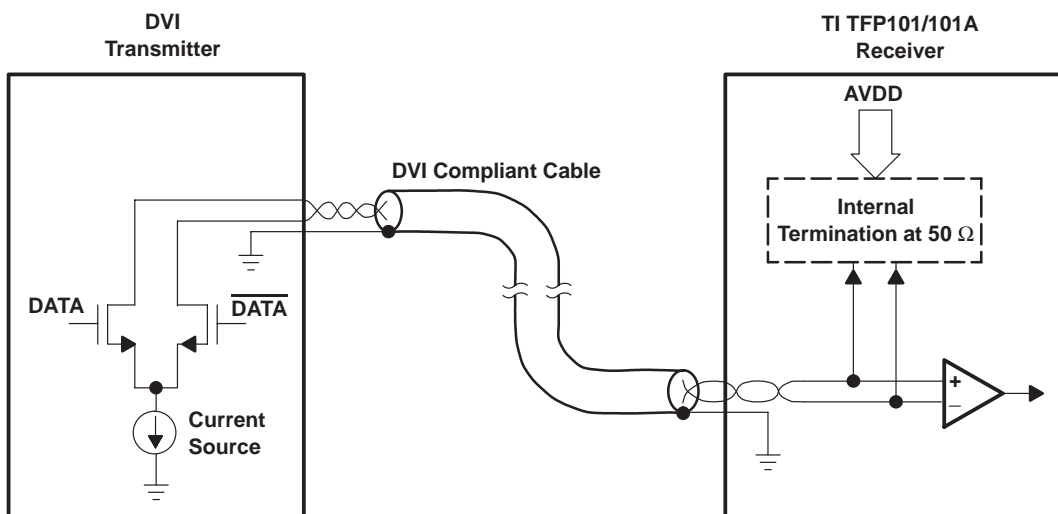 DVI
Transmitter
TI TFP101/101A
Receiver
AVDD
DVI Compliant Cable
Internal
Termination at 50 Ω
DATA
DATA
+
−
Current
Source